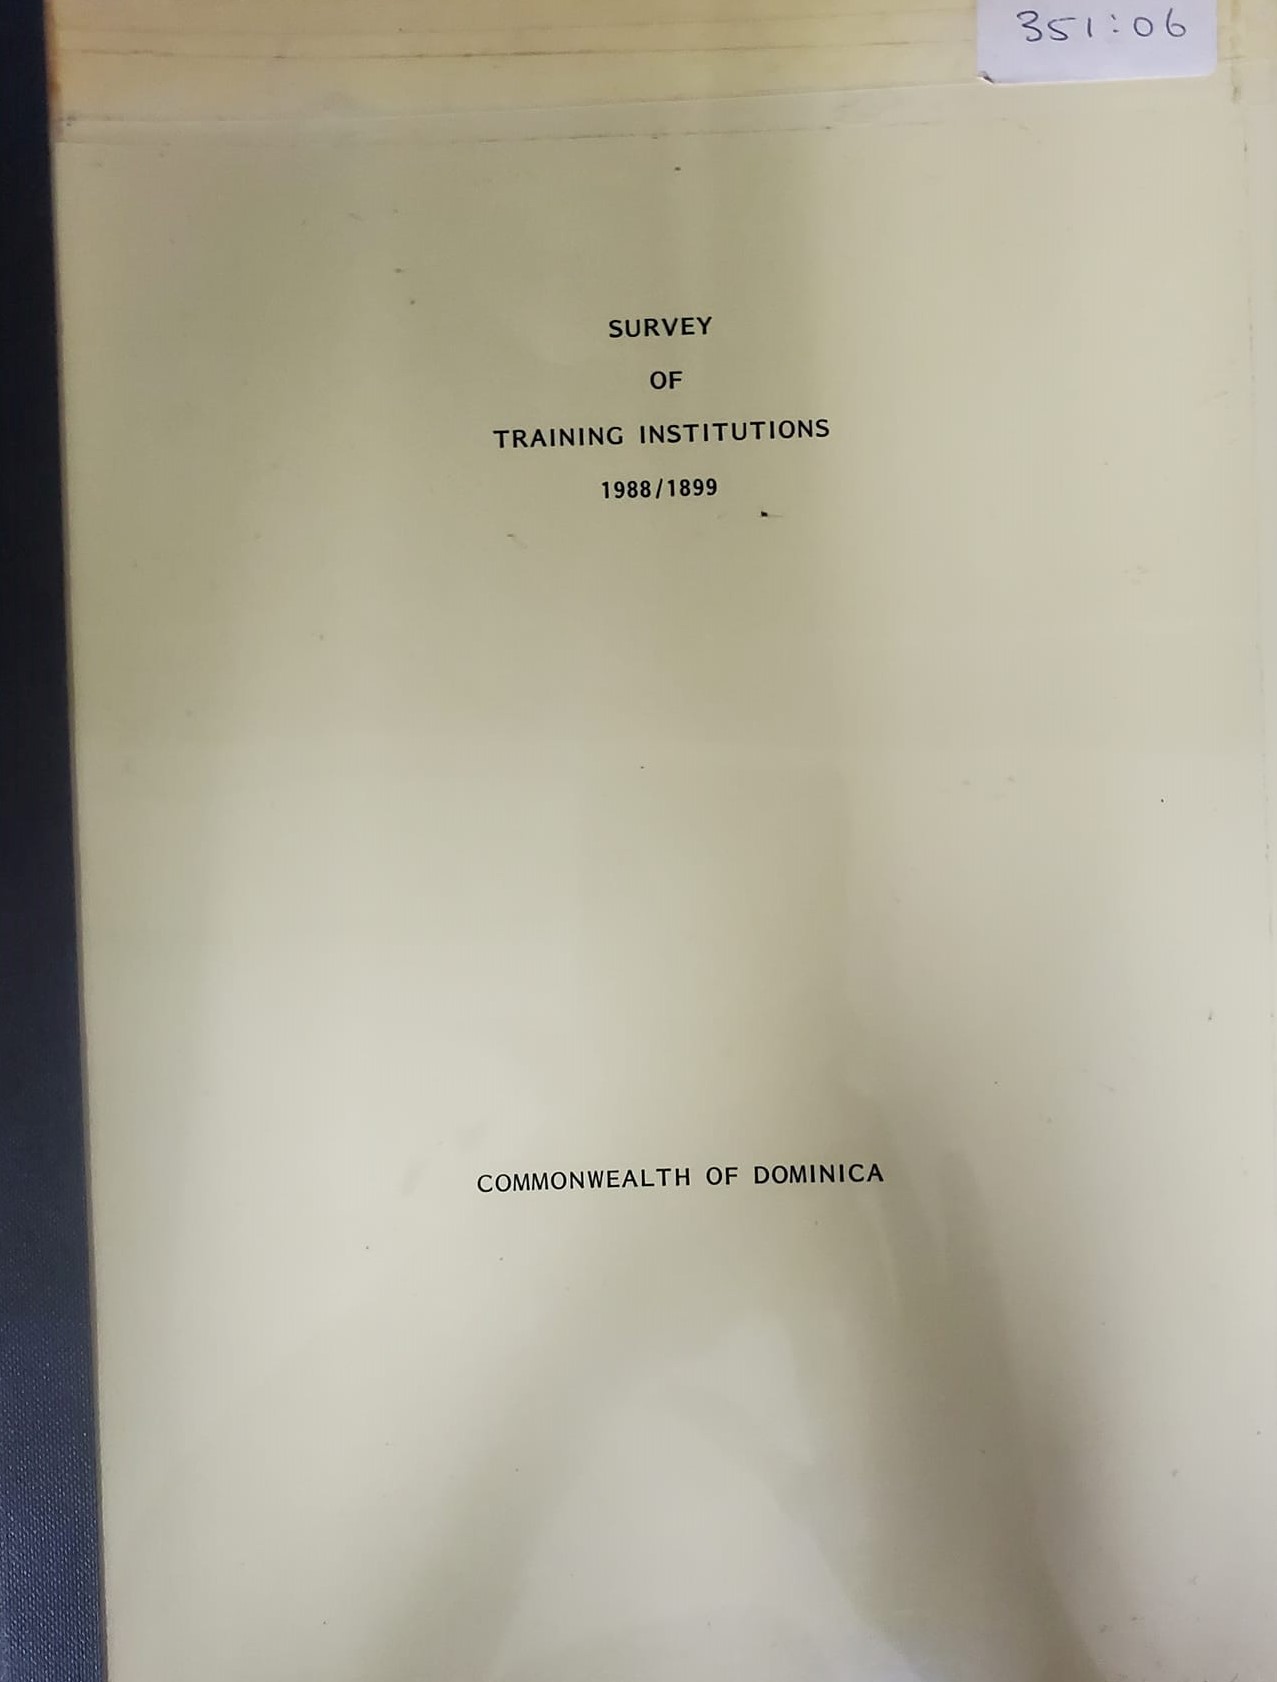 351:06
SURVEY
OF
TRAINING INSTITUTIONS
1988/1899
COMMONWEALTH OF DOMINICA